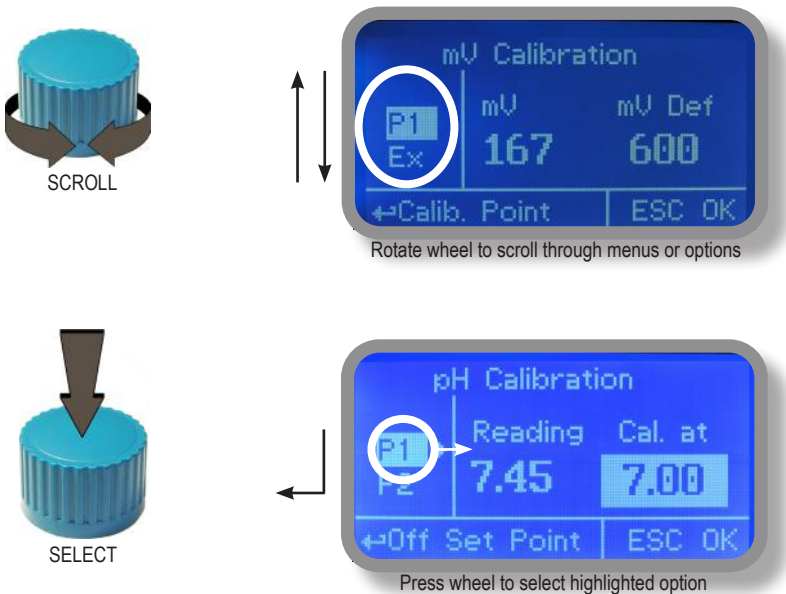 mV Calibration
P1
mV
mV Def
Ex
167
600
↵Calib. Point
ESC OK
SCROLL
Rotate wheel to scroll through menus or options
pH Calibration
P1
Reading
Cal. at
P2
7.45
7.00
↵Off Set Point
ESC OK
SELECT
Press wheel to select highlighted option